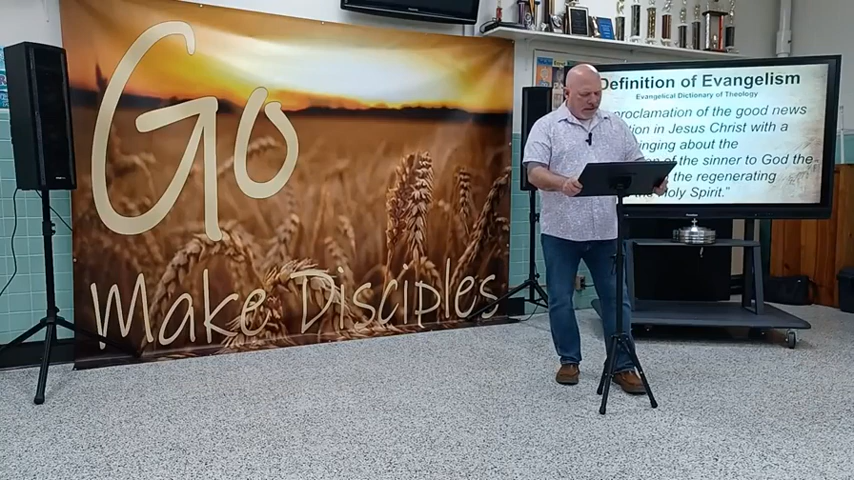 Go
Make Disciples
Definition of Evangelism
Evangelical Dictionary of Theology
proclamation of the good news
in Jesus Christ with a
about the
of the sinner to God the
the regenerating
Holy Spirit.”